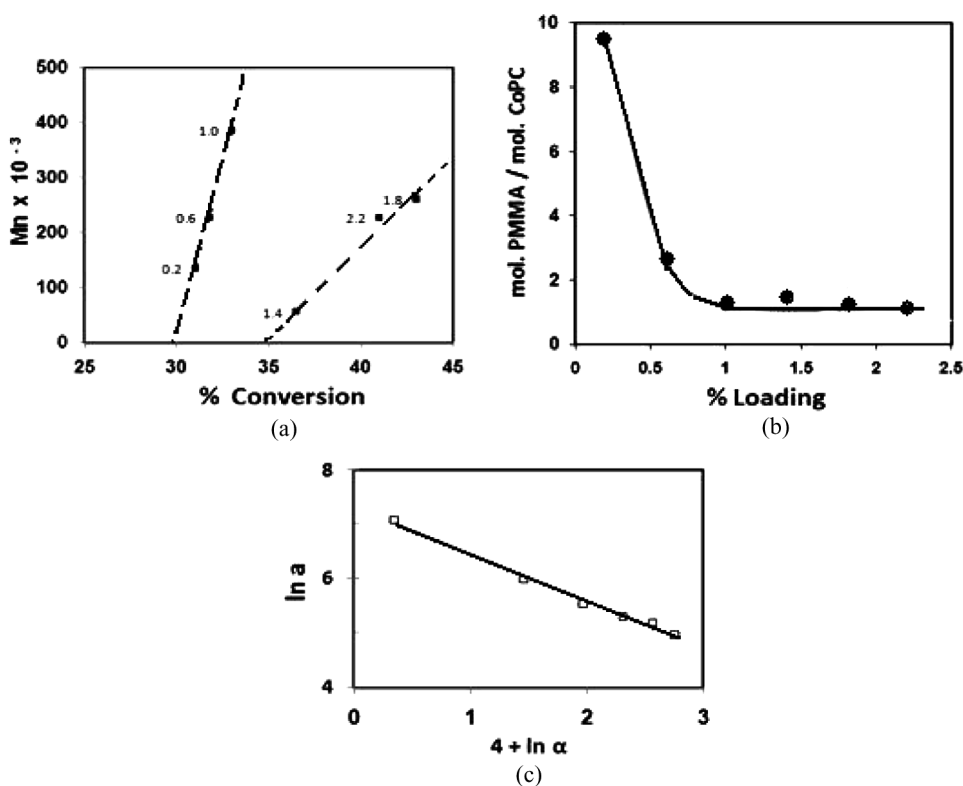 500
400
300
200
100
0
25 30 35 40 45
1.0
0.6
0.2
1.8
2.2
1.4
Mn x 10 -3
% Conversion
(a)
10
8
6
4
2
0
0 0.5 1 1.5 2 2.5
mol. PMMA / mol. CoPC
% Loading
(b)
8
6
4
0 1 2 3
ln a
4 + ln α
(c)